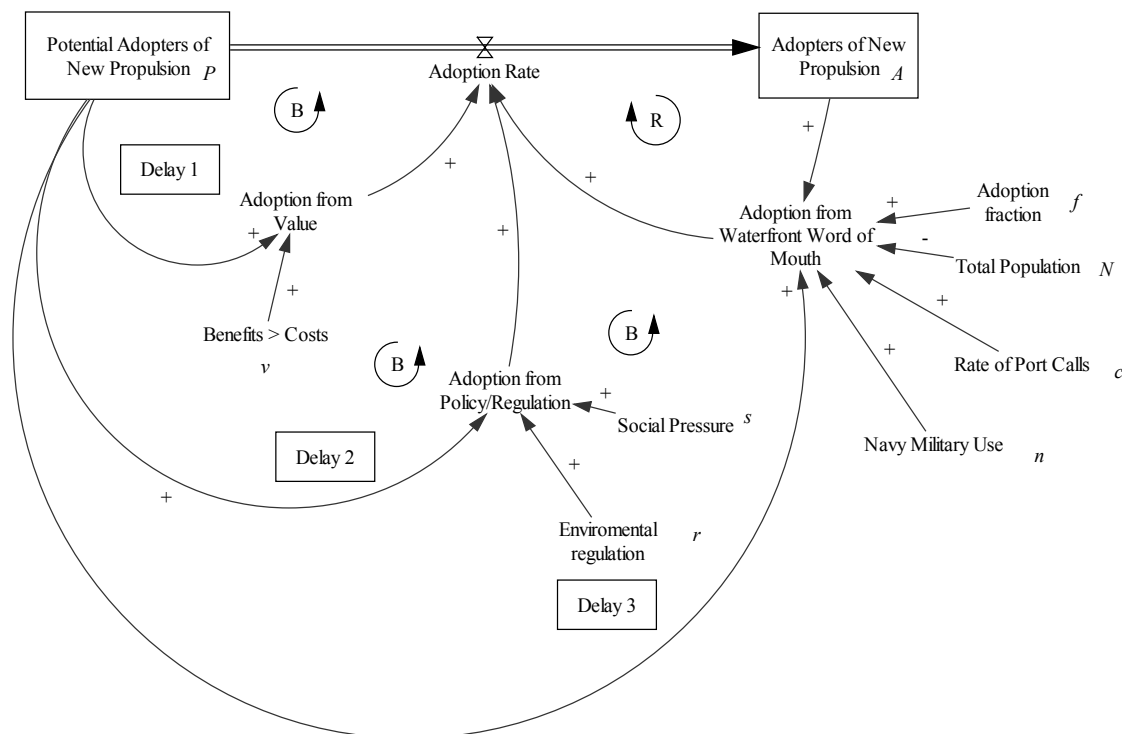 Potential Adopters of
New Propulsion P
Adoption Rate
Adopters of New
Propulsion A
B
R
+
Delay 1
+
+
Adoption from
Value
+
+
+
Adoption from
Waterfront Word of
Mouth
+
Adoption
fraction f
-
Total Population N
+
+
Benefits > Costs
v
B
B
+
+
Rate of Port Calls c
Adoption from
Policy/Regulation
+
Social Pressure s
Navy Military Use n
Delay 2
+
+
Enviromental
regulation r
Delay 3